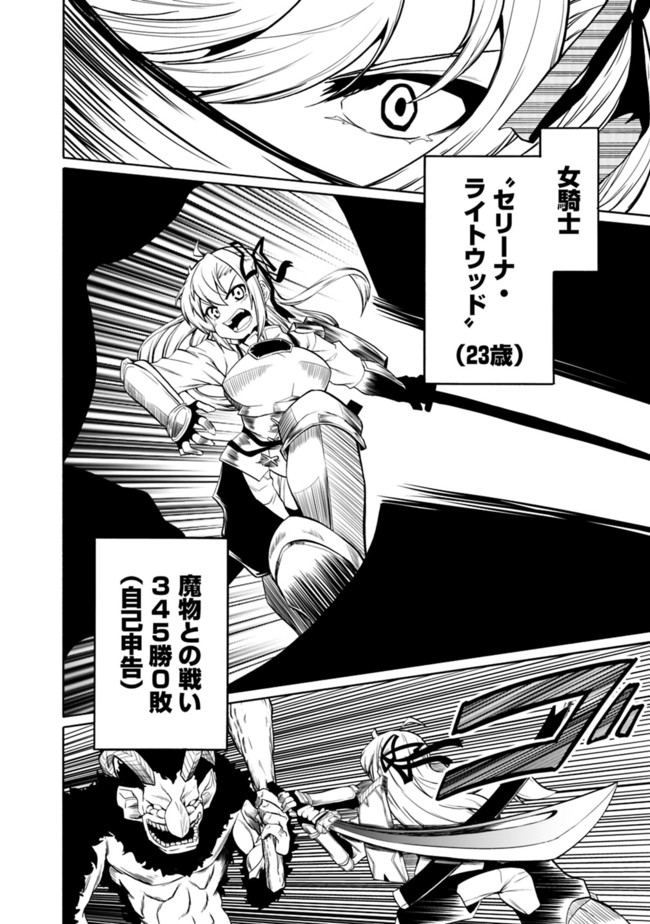 女騎士
〝セリーナ・
ライトウッド〟
（23歳）
魔物との戦い
３４５勝０敗
（自己申告）